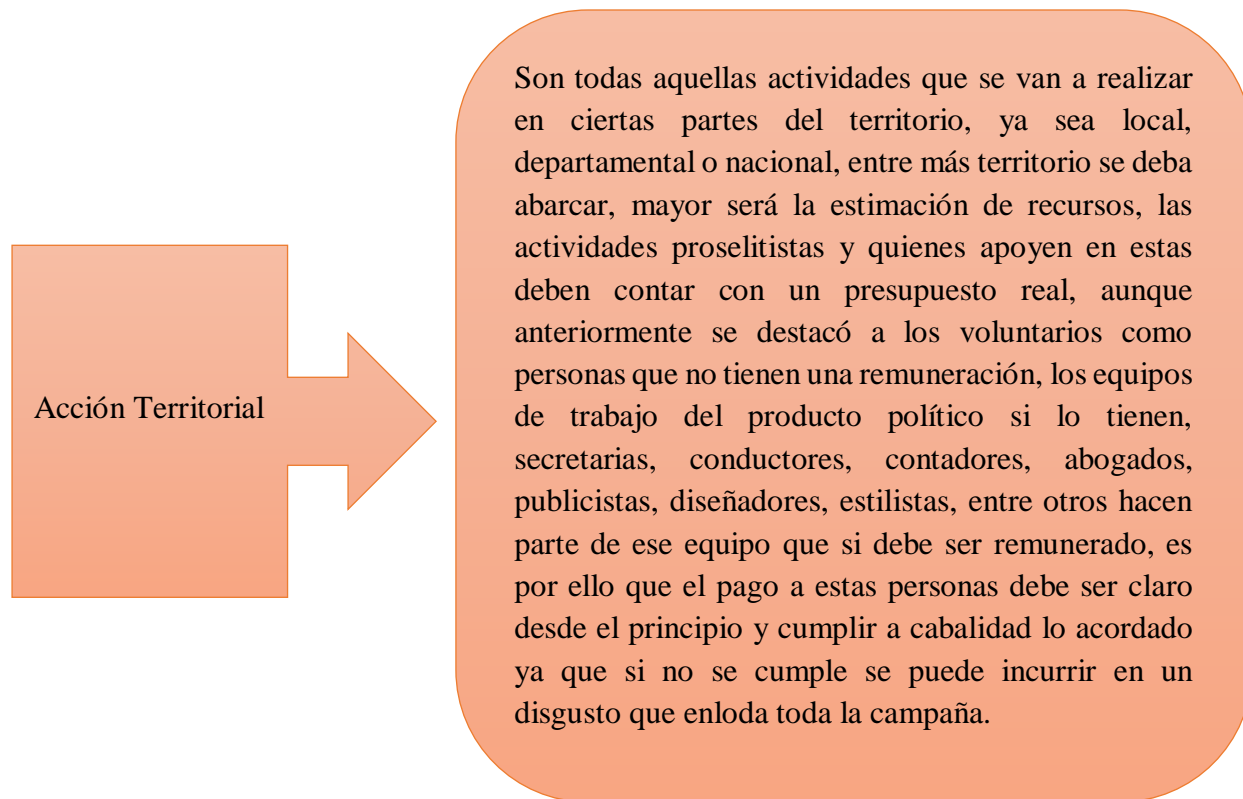 Acción Territorial
Son todas aquellas actividades que se van a realizar
en ciertas partes del territorio, ya sea local,
departamental o nacional, entre más territorio se deba
abarcar, mayor será la estimación de recursos, las
actividades proselitistas y quienes apoyen en estas
deben contar con un presupuesto real, aunque
anteriormente se destacó a los voluntarios como
personas que no tienen una remuneración, los equipos
de trabajo del producto político si lo tienen,
secretarias, conductores, contadores, abogados,
publicistas, diseñadores, estilistas, entre otros hacen
parte de ese equipo que si debe ser remunerado, es
por ello que el pago a estas personas debe ser claro
desde el principio y cumplir a cabalidad lo acordado
ya que si no se cumple se puede incurrir en un
disgusto que enloda toda la campaña.